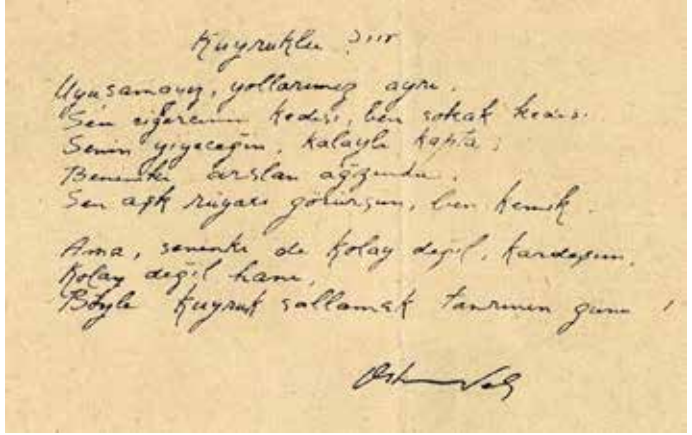 Kuyruklu Şiir
Uyuşamayız, yollarımız ayrı.
Sen ciğercinin kedisi, ben sokak kedisi.
Senin yiyeceğin, kalaylı kapta ;
Benimki arslan ağzında.
Sen aşk rüyası görürsün, ben kemik.
Ama, seninki de kolay değil, kardeşim,
Kolay değil hani,
Böyle kuyruk sallamak tanrının günü !
Orhan Veli